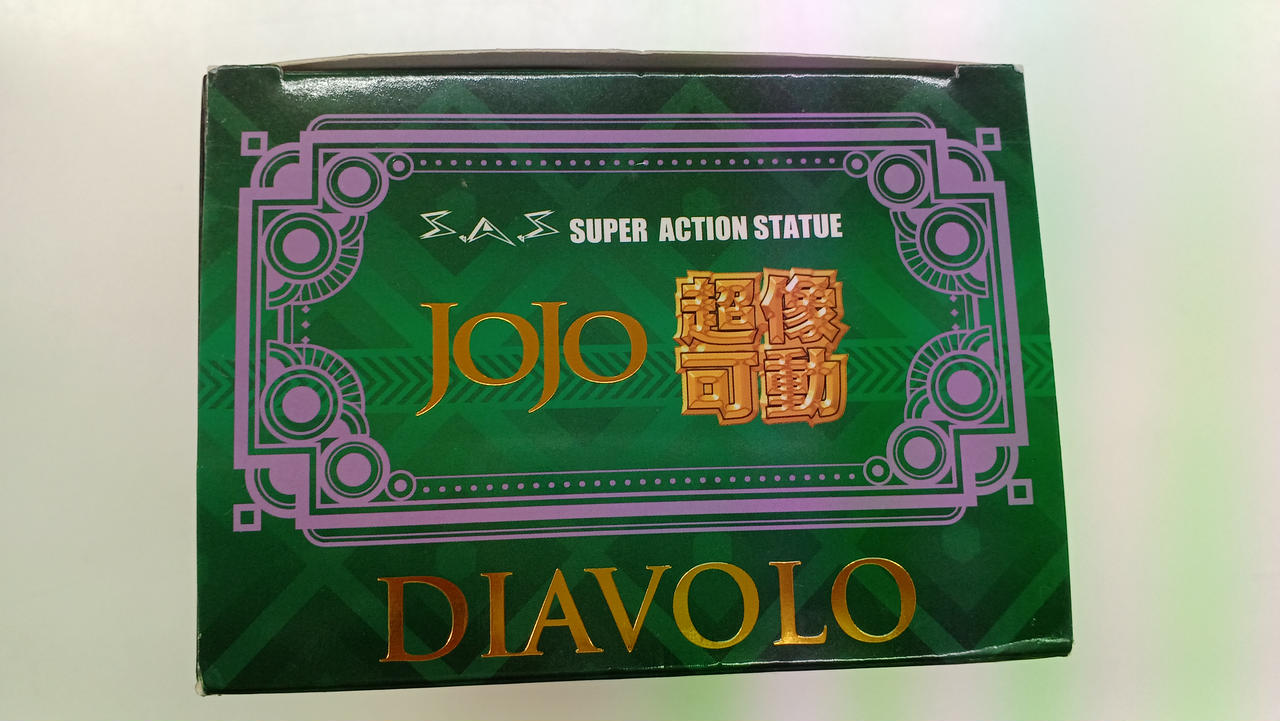 S.A.S SUPER ACTION STATUE
JOJO 超像
可動
DIAVOLO